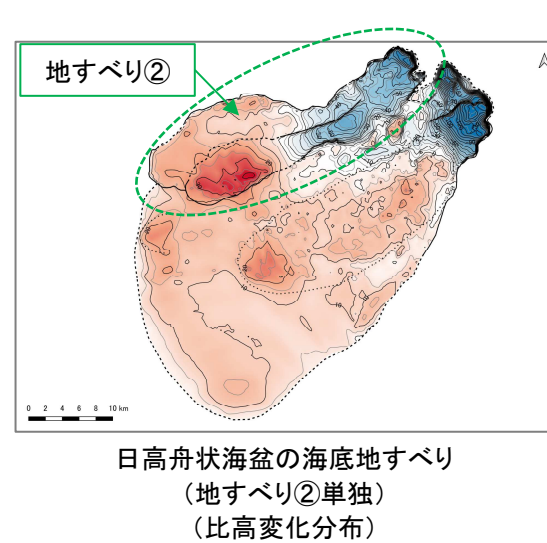 地すべり②
0 2 4 6 8 10 km
日高舟状海盆の海底地すべり
（地すべり②単独）
（比高変化分布）